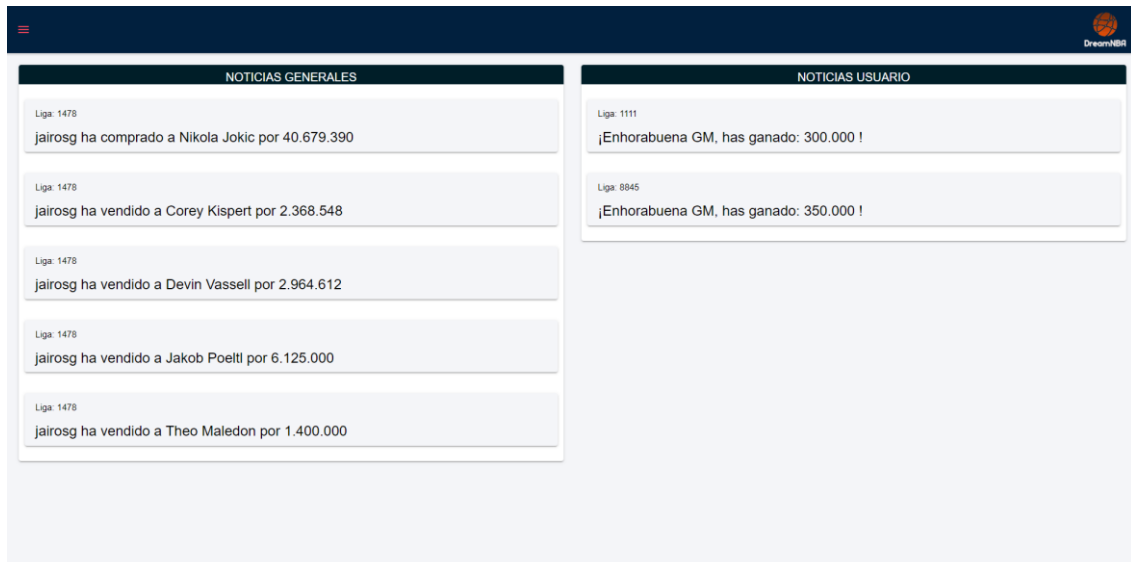 DreamNBA
NOTICIAS GENERALES
Liga: 1478
jairosg ha comprado a Nikola Jokic por 40.679.390
Liga: 1478
jairosg ha vendido a Corey Kispert por 2.368.548
Liga: 1478
jairosg ha vendido a Devin Vassell por 2.964.612
Liga: 1478
jairosg ha vendido a Jakob Poeltl por 6.125.000
Liga: 1478
jairosg ha vendido a Theo Maledon por 1.400.000
NOTICIAS USUARIO
Liga: 1111
¡Enhorabuena GM, has ganado: 300.000 !
Liga: 8845
¡Enhorabuena GM, has ganado: 350.000 !